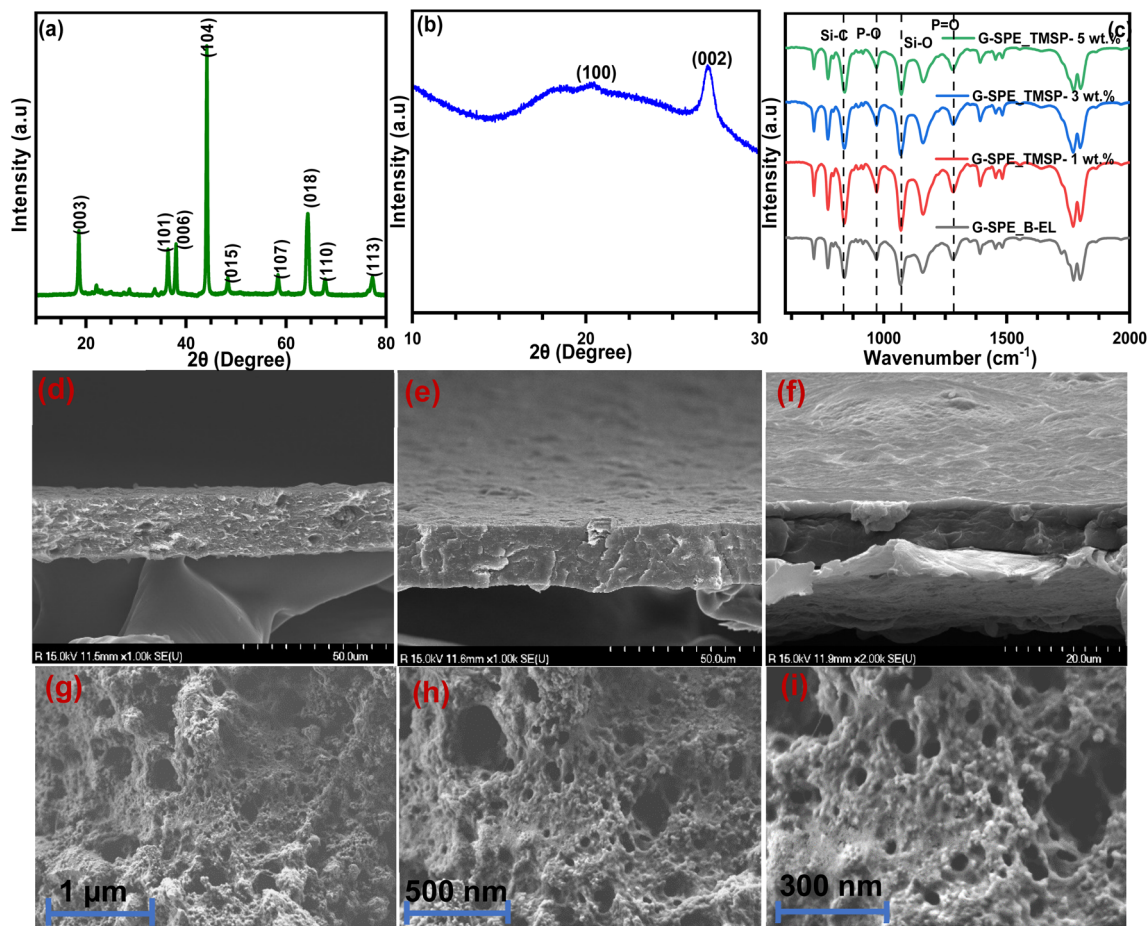 (a)
(003)
(101)
(006)
(104)
(015)
(107)
(018)
(110)
(113)
Intensity (a.u)
20 40 60 80
2θ (Degree)
(b)
(100)
(002)
Intensity (a.u)
10 20 30
2θ (Degree)
(c)
Si-C P-O Si-O P=O
G-SPE_TMSP- 5 wt.%
G-SPE_TMSP- 3 wt.%
G-SPE_TMSP- 1 wt.%
G-SPE_B-EL
Intensity (a.u)
1000 1500 2000
Wavenumber (cm⁻¹)
(d)
R 15.0kV 11.5mm x1.00k SE(U) 50.0um
(e)
R 15.0kV 11.6mm x1.00k SE(U) 50.0um
(f)
R 15.0kV 11.9mm x2.00k SE(U) 20.0um
(g)
1 μm
(h)
500 nm
(i)
300 nm